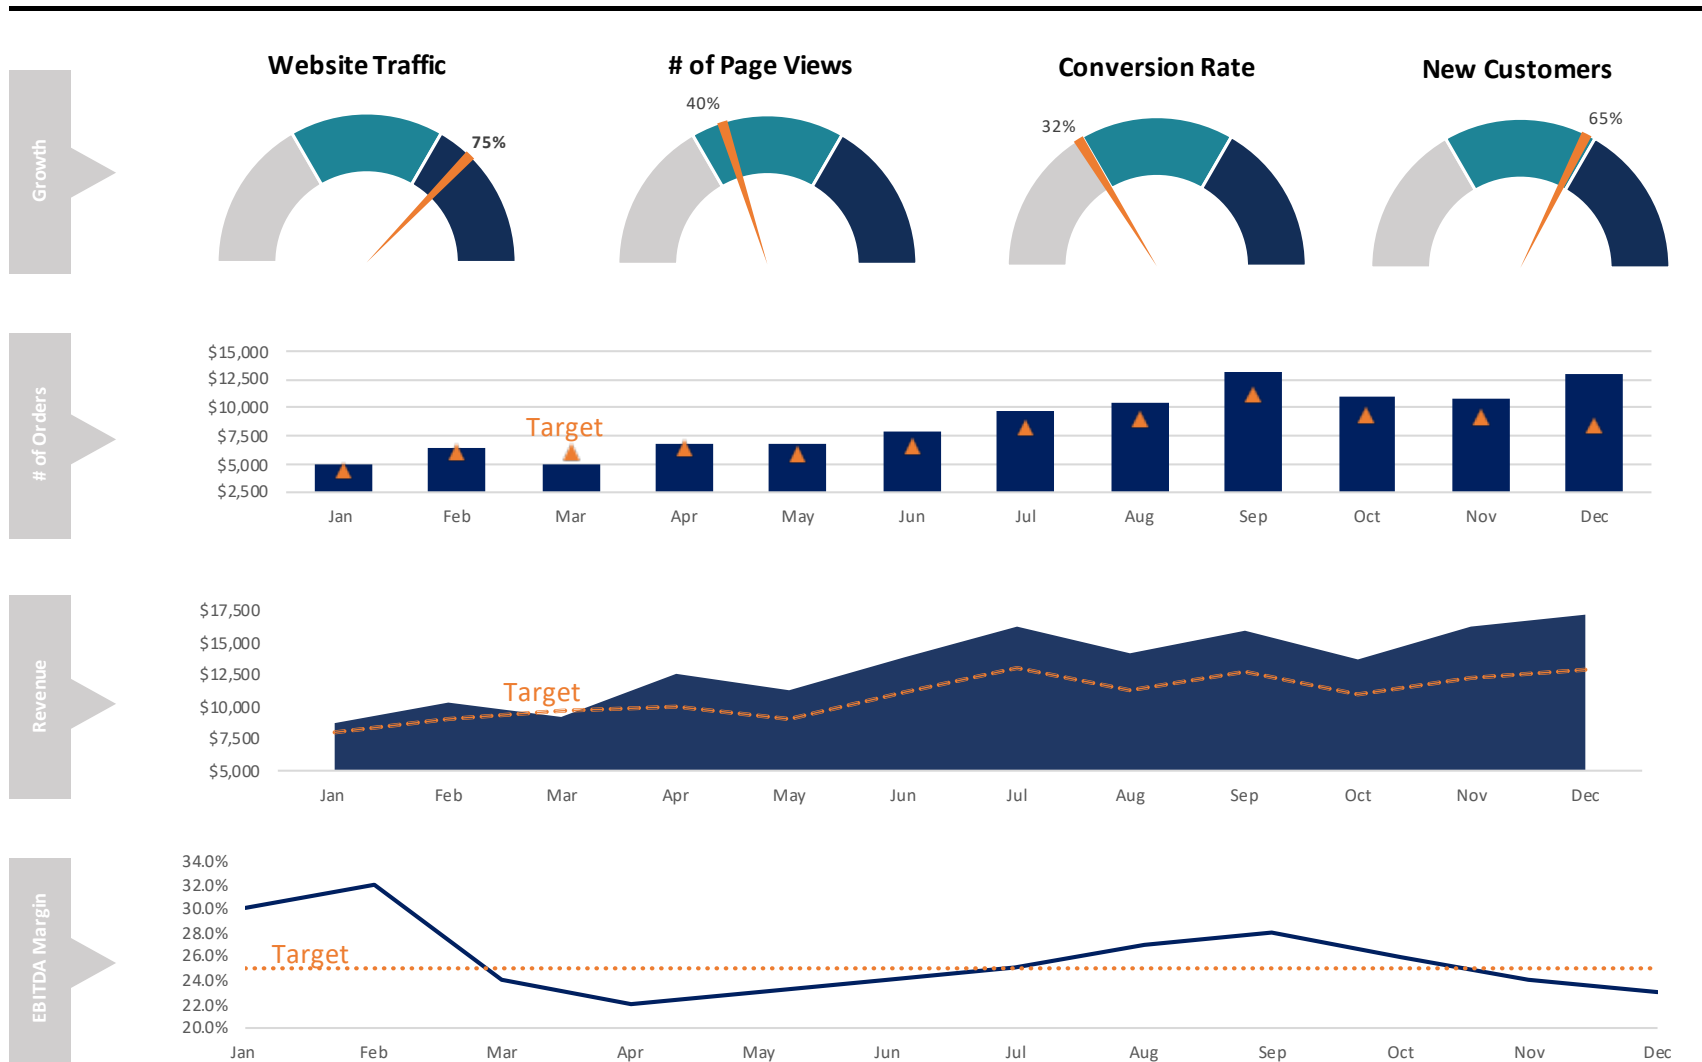 Growth
Website Traffic
# of Page Views
Conversion Rate
New Customers
75%
40%
32%
65%
# of Orders
$15,000
$12,500
$10,000
$7,500
$5,000
$2,500
Target
Jan Feb Mar Apr May Jun Jul Aug Sep Oct Nov Dec
Revenue
$17,500
$15,000
$12,500
$10,000
$7,500
$5,000
Target
Jan Feb Mar Apr May Jun Jul Aug Sep Oct Nov Dec
EBITDA Margin
34.0%
32.0%
30.0%
28.0%
26.0%
24.0%
22.0%
20.0%
Target
Jan Feb Mar Apr May Jun Jul Aug Sep Oct Nov Dec